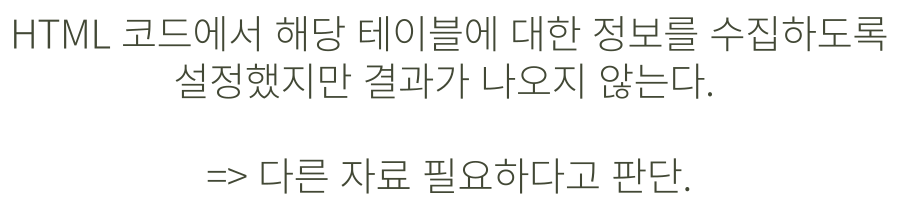 HTML 코드에서 해당 테이블에 대한 정보를 수집하도록
설정했지만 결과가 나오지 않는다.
=> 다른 자료 필요하다고 판단.